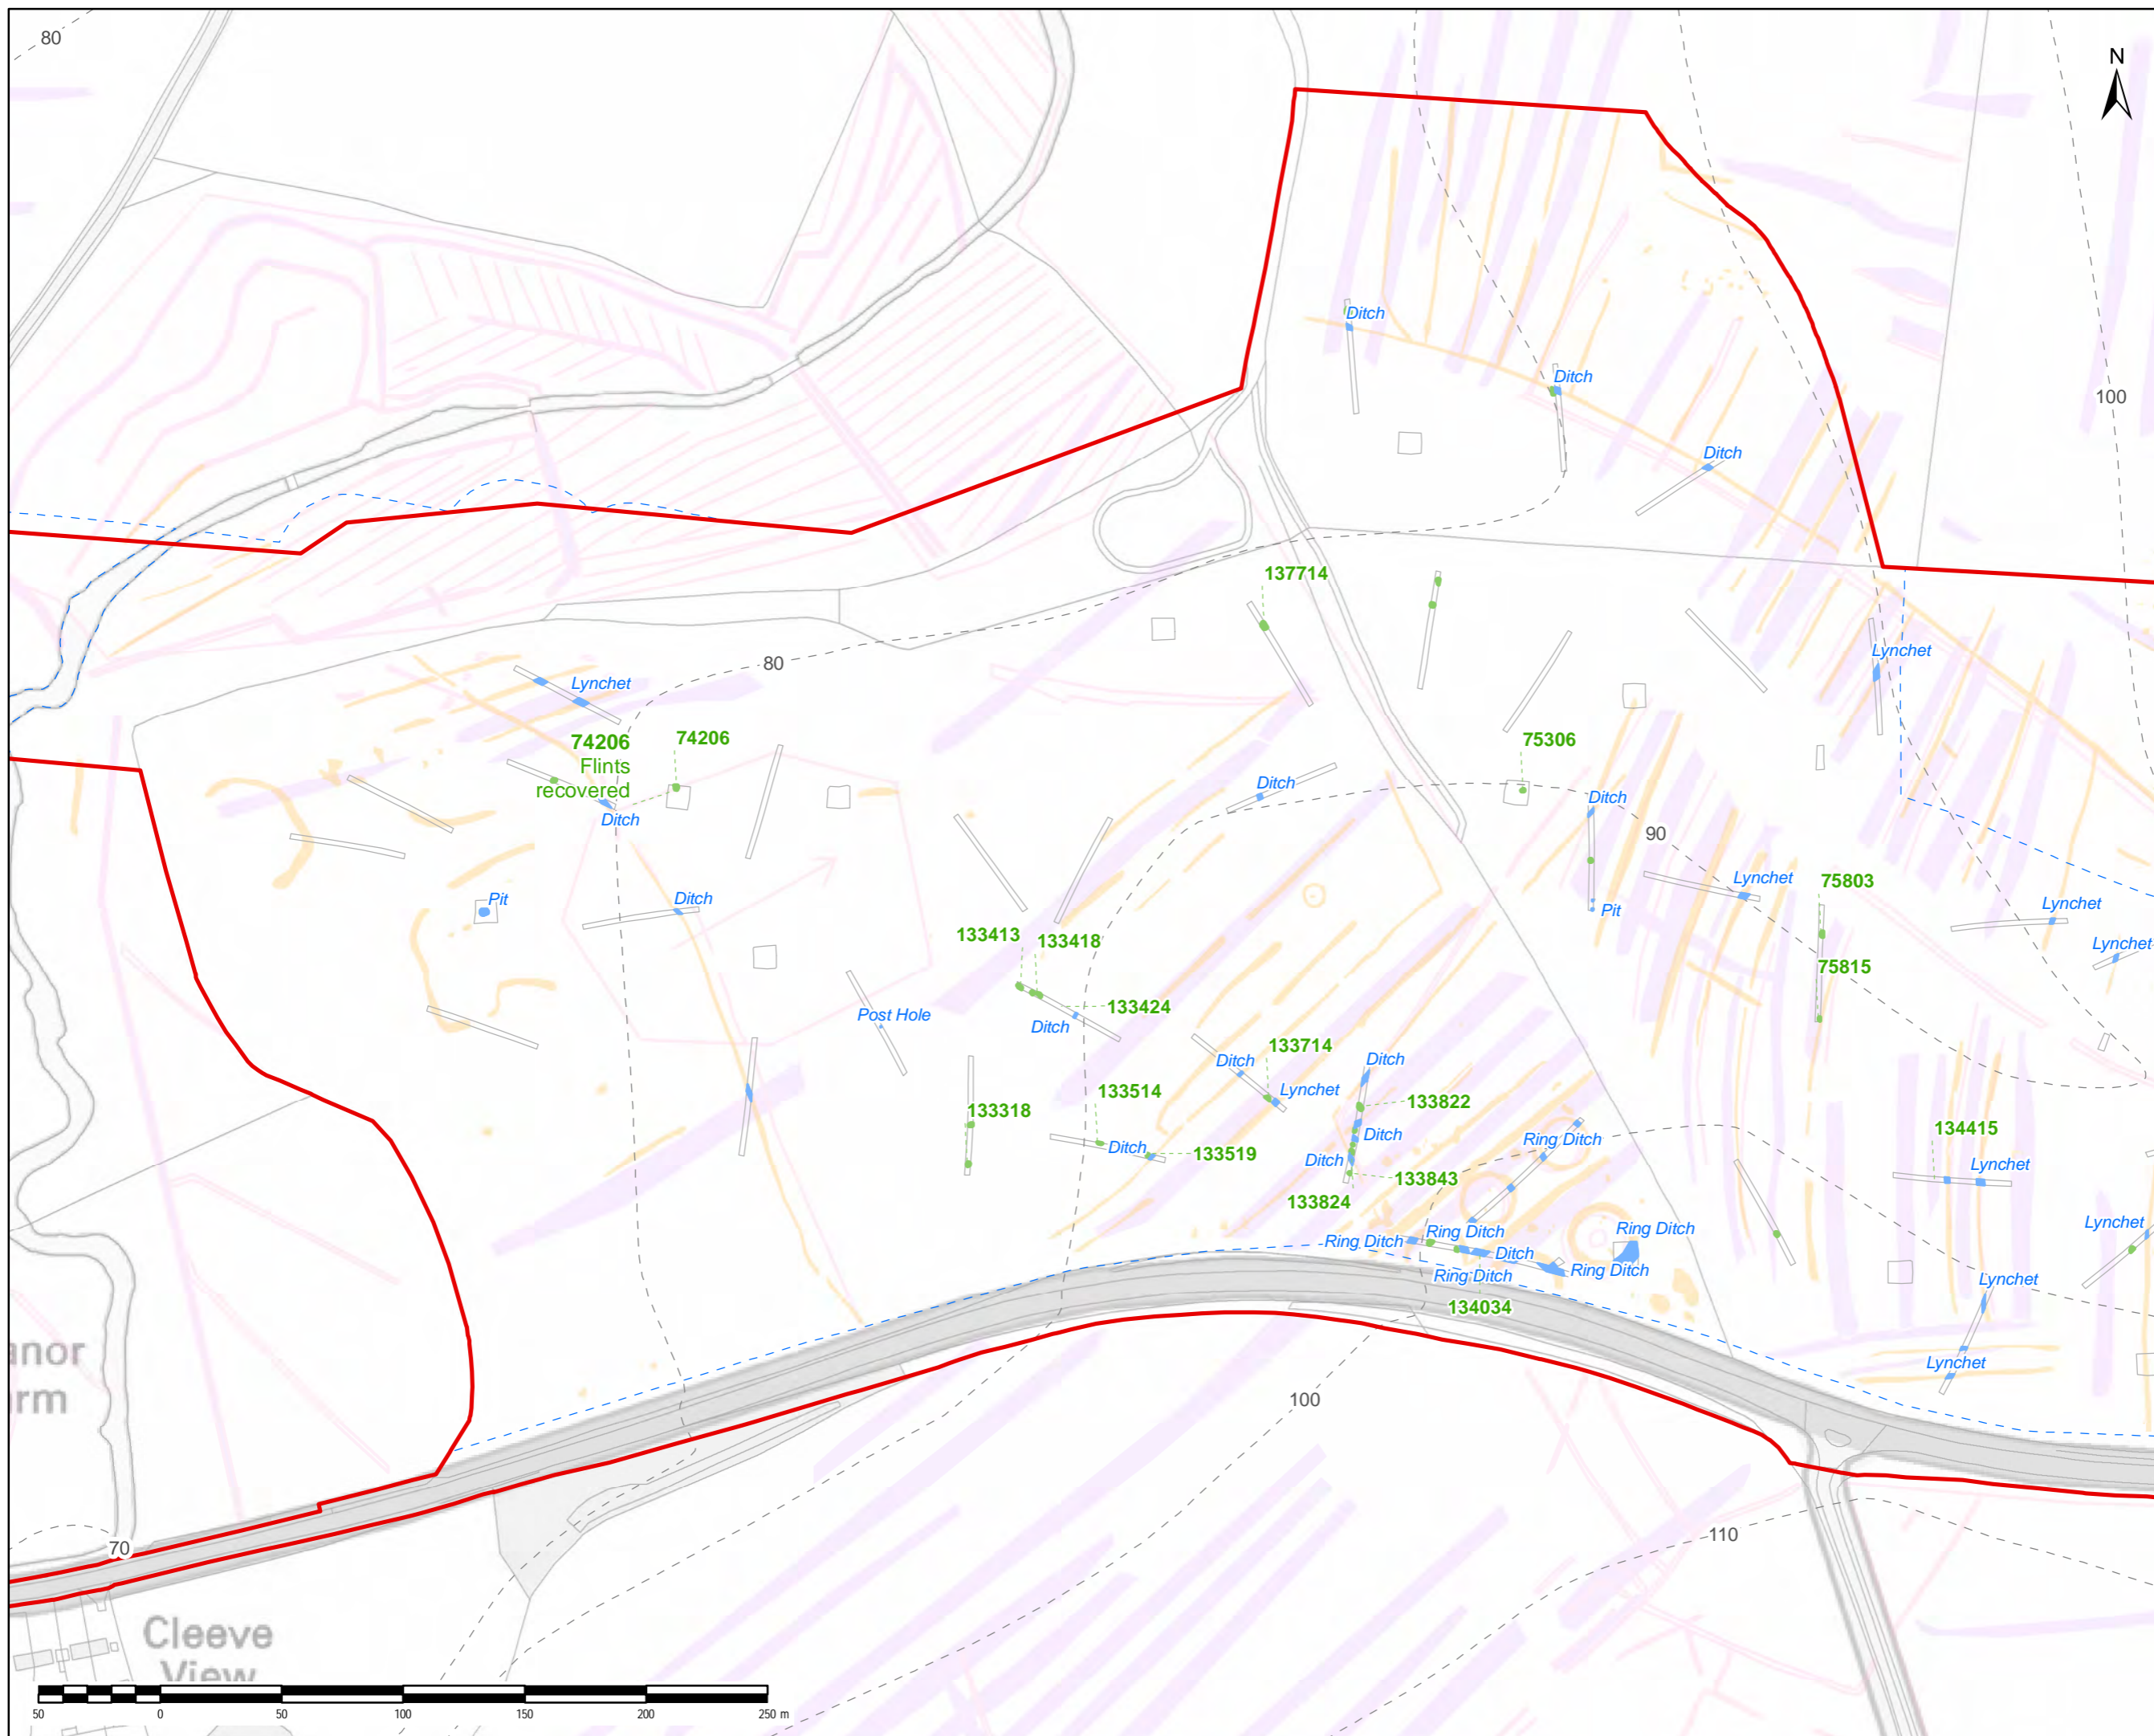 80
N
Ditch
Ditch
100
Ditch
137714
Lynchet
80
Lynchet
74206
Flints
recovered
74206
75306
Ditch
Ditch
Ditch
90
Lynchet
75803
Pit
Ditch
Pit
Lynchet
133413
133418
Lynchet
75815
133424
Post Hole
Ditch
133714
Ditch
Ditch
Lynchet
133514
133822
133318
Ditch
134415
Ditch
Ring Ditch
133519
Ditch
Lynchet
133843
133824
Ring Ditch
Ring Ditch
Ring Ditch
Lynchet
Ditch
Ring Ditch
Ring Ditch
Lynchet
134034
anor
arm
Lynchet
100
110
70
Cleeve
View
50 0 50 100 150 200 250 m